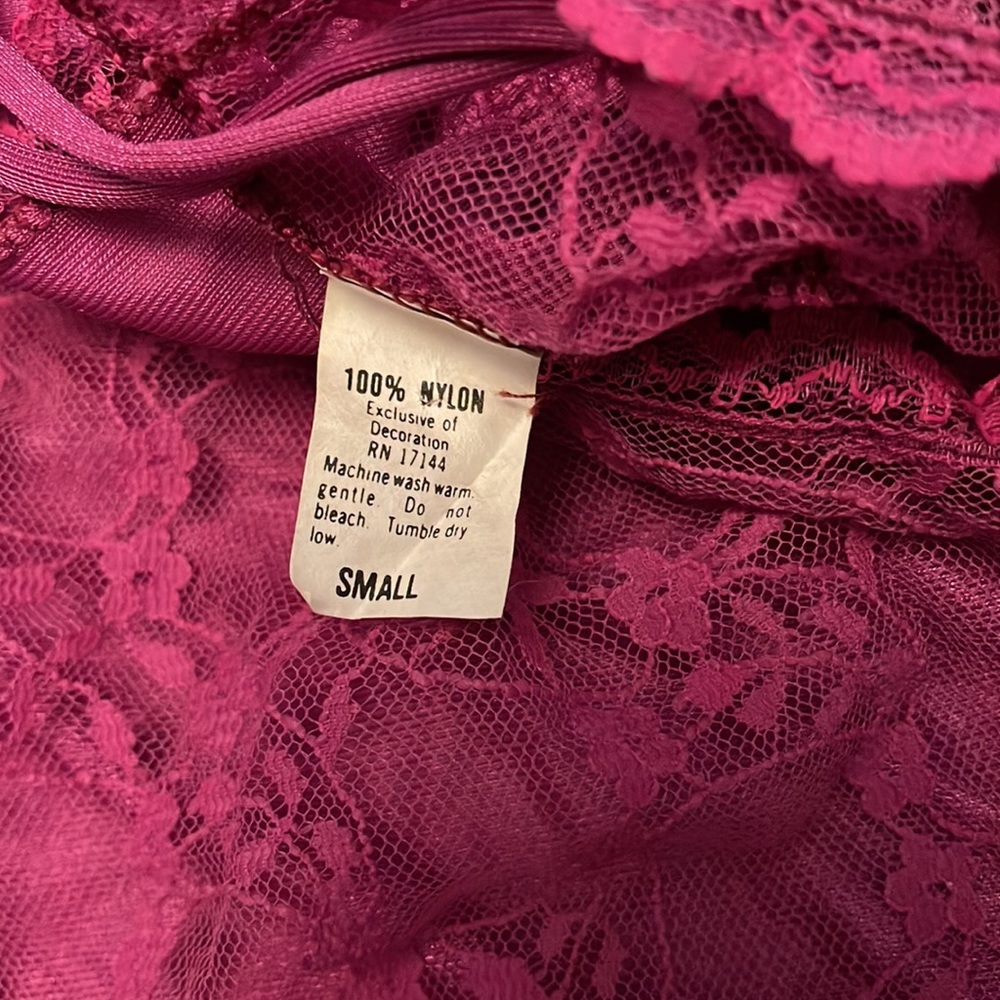 100% NYLON
Exclusive of
Decoration
RN 17144
Machine wash warm.
gentle. Do not
bleach. Tumble dry
low.
SMALL